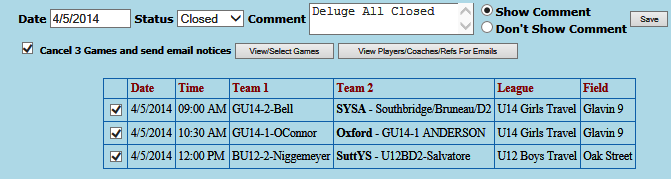 Date 4/5/2014 Status Closed Comment Deluge All Closed Show Comment Save
Don't Show Comment
Cancel 3 Games and send email notices View/Select Games View Players/Coaches/Refs For Emails
Date Time Team 1 Team 2 League Field
4/5/2014 09:00 AM GU14-2-Bell SYSA - Southbridge/Bruneau/D2 U14 Girls Travel Glavin 9
4/5/2014 10:30 AM GU14-1-OConnor Oxford - GU14-1 ANDERSON U14 Girls Travel Glavin 9
4/5/2014 12:00 PM BU12-2-Niggemeyer SuttYS - U12BD2-Salvatore U12 Boys Travel Oak Street